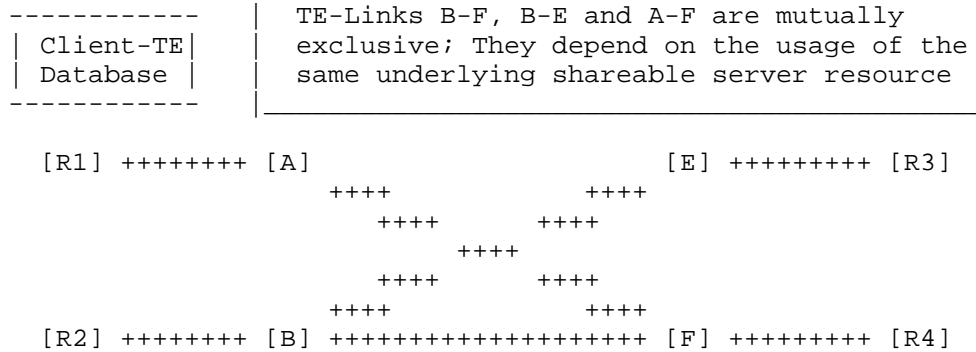 ------------ | TE-Links B-F, B-E and A-F are mutually
| Client-TE| | exclusive; They depend on the usage of the
| Database | | same underlying shareable server resource
------------ |_____________________________________________
[R1] ++++++++ [A] [E] +++++++++ [R3]
++++ ++++
++++ ++++
++++
++++ ++++
++++ ++++
[R2] ++++++++ [B] ++++++++++++++++++++ [F] +++++++++ [R4]